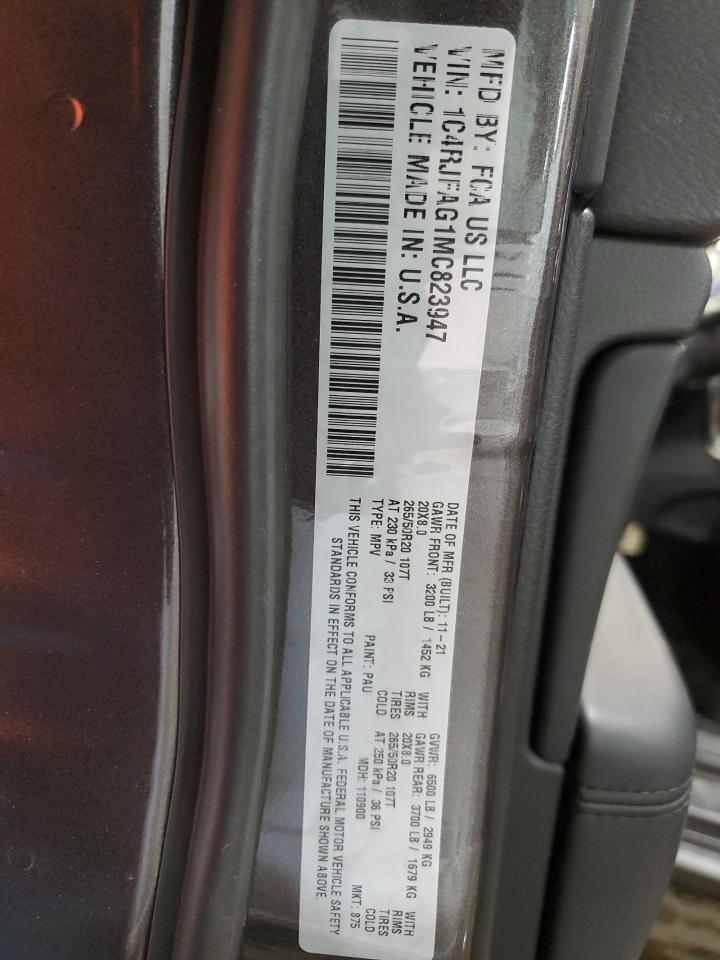 MFD BY: FCA US LLC
VIN: 1C4RJFAG1MC823947
VEHICLE MADE IN: U.S.A.
DATE OF MFR (BUILT): 11-21 GVWR: 6500 LB / 2949 KG
GAWR FRONT: 3200 LB / 1452 KG WITH GAWR REAR: 3700 LB / 1679 KG WITH
20X8.0 RIMS 20X8.0 RIMS
265/50R20 107T TIRES 265/50R20 107T TIRES
AT 230 kPa / 33 PSI COLD AT 250 kPa / 36 PSI COLD
TYPE: MPV PAINT: PAU MDH: 110900 MKT: 875
THIS VEHICLE CONFORMS TO ALL APPLICABLE U.S.A. FEDERAL MOTOR VEHICLE SAFETY
STANDARDS IN EFFECT ON THE DATE OF MANUFACTURE SHOWN ABOVE.